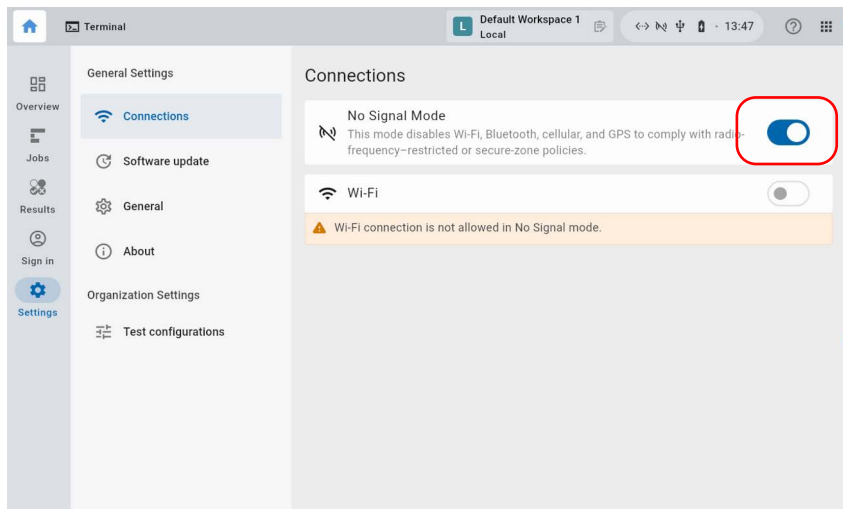 Terminal
L
Default Workspace 1
Local
13:47
Overview
Jobs
Results
Sign in
Settings
General Settings
Connections
Software update
General
About
Organization Settings
Test configurations
Connections
No Signal Mode
This mode disables Wi-Fi, Bluetooth, cellular, and GPS to comply with radio-
frequency–restricted or secure-zone policies.
Wi-Fi
Wi-Fi connection is not allowed in No Signal mode.